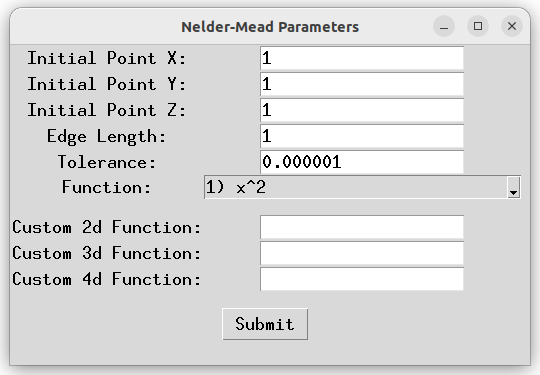 Nelder-Mead Parameters
Initial Point X: 1
Initial Point Y: 1
Initial Point Z: 1
Edge Length: 1
Tolerance: 0.000001
Function: 1) x^2
Custom 2d Function:
Custom 3d Function:
Custom 4d Function:
Submit